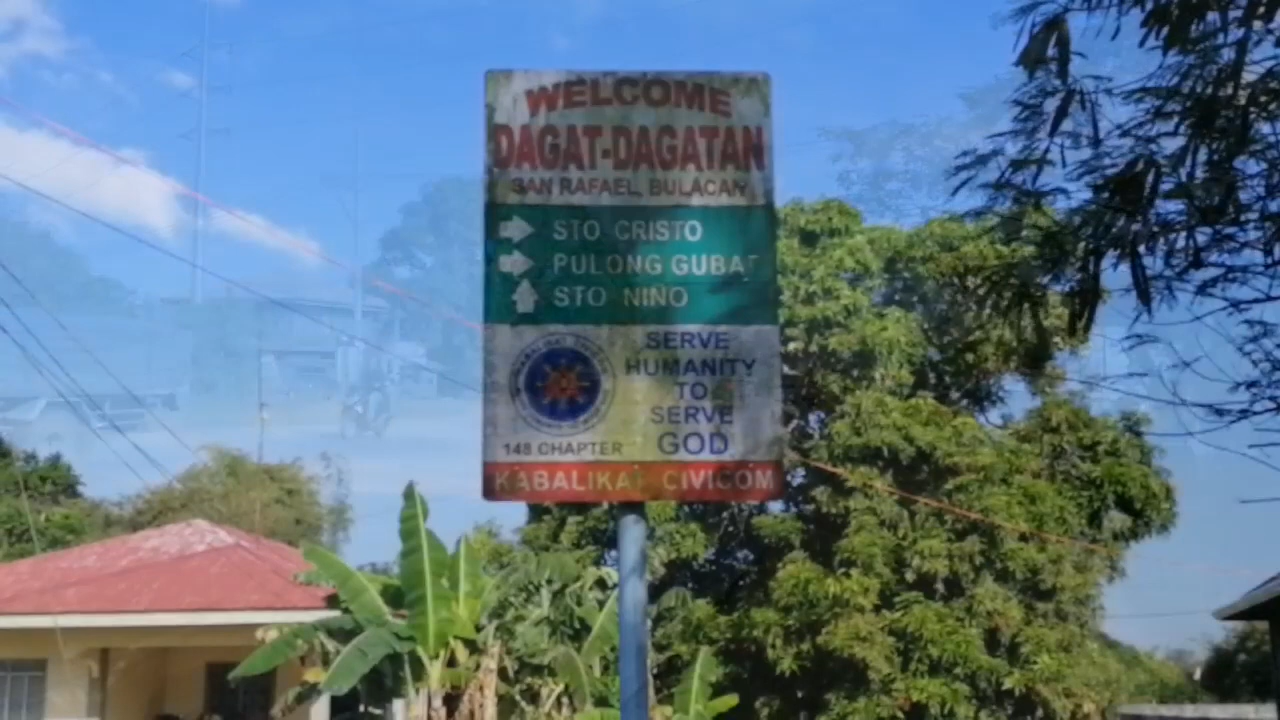 WELCOME
DAGAT-DAGATAN
SAN RAFAEL, BULACAN
STO CRISTO
PULONG GUBAT
STO NINO
SERVE
HUMANITY
TO
SERVE
GOD
148 CHAPTER
KABALIKAT CIVICOM